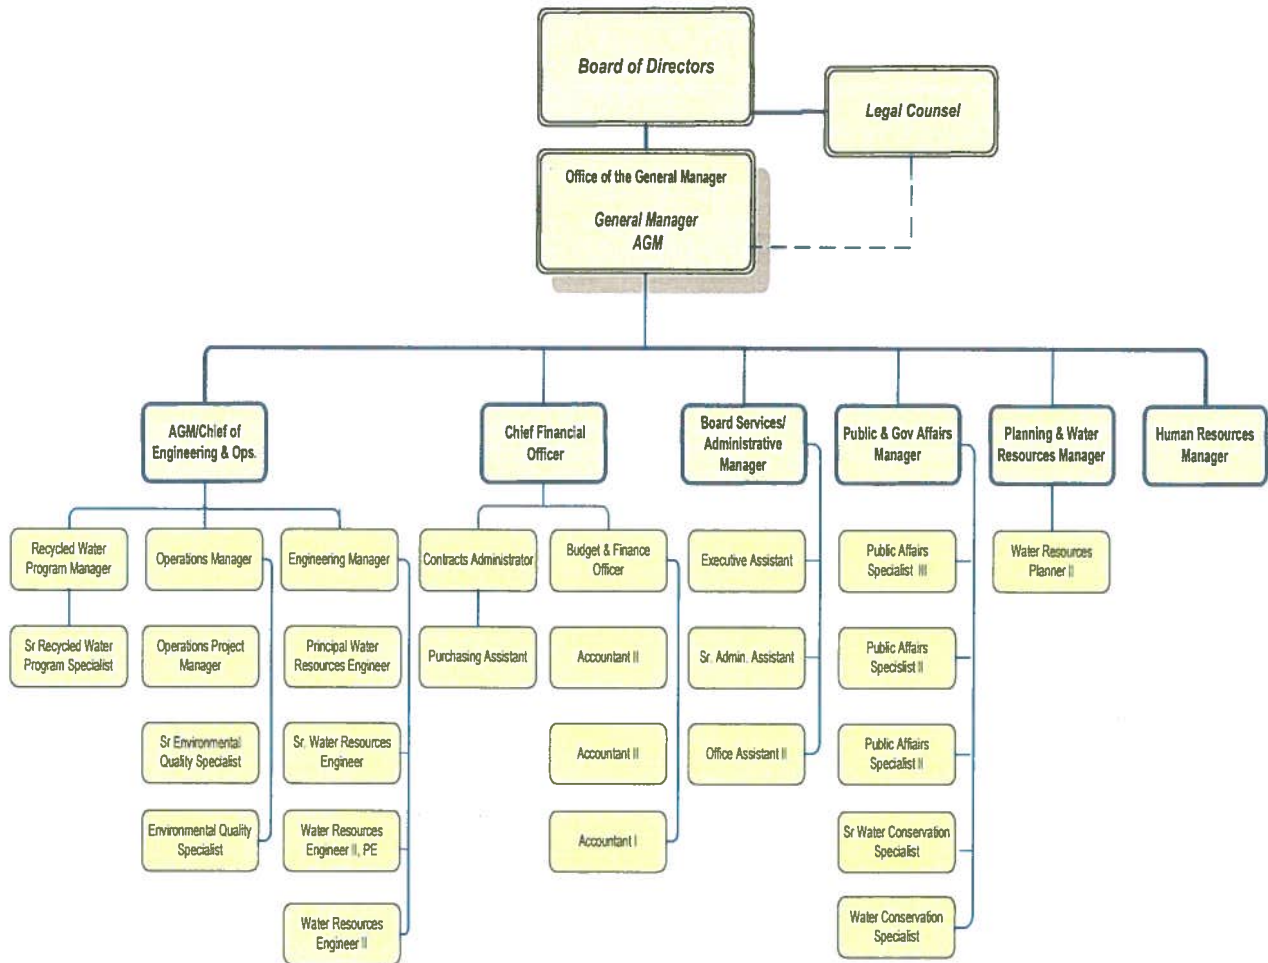 Board of Directors
Legal Counsel
Office of the General Manager
General Manager
AGM
AGM/Chief of
Engineering & Ops.
Chief Financial
Officer
Board Services/
Administrative
Manager
Public & Gov Affairs
Manager
Planning & Water
Resources Manager
Human Resources
Manager
Recycled Water
Program Manager
Operations Manager
Engineering Manager
Contracts Administrator
Budget & Finance
Officer
Executive Assistant
Public Affairs
Specialist III
Water Resources
Planner II
Sr Recycled Water
Program Specialist
Operations Project
Manager
Principal Water
Resources Engineer
Purchasing Assistant
Accountant II
Sr. Admin. Assistant
Public Affairs
Specislist II
Sr Environmental
Quality Specialist
Sr. Water Resources
Engineer
Accountant II
Office Assistant II
Public Affairs
Specialist II
Environmental Quality
Specialist
Water Resources
Engineer II, PE
Accountant I
Sr Water Conservation
Specialist
Water Resources
Engineer II
Water Conservation
Specialist